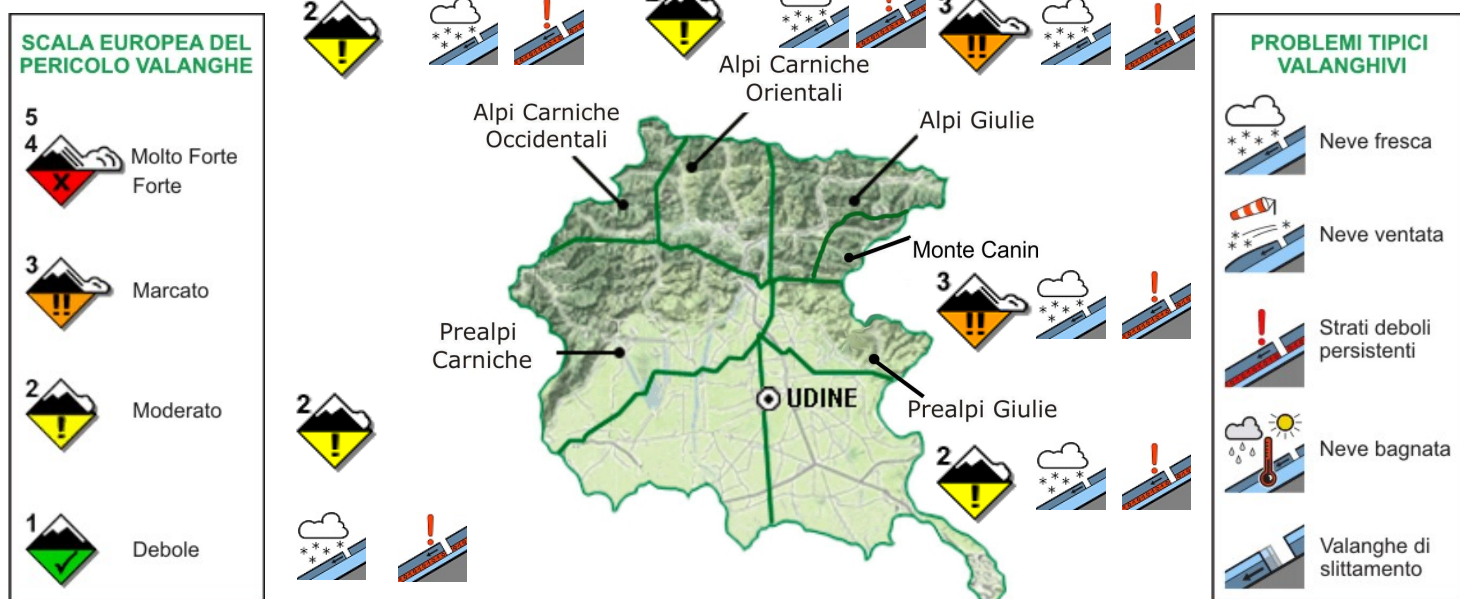 SCALA EUROPEA DEL
PERICOLO VALANGHE
5
4
Molto Forte
Forte
3
Marcato
2
Moderato
1
Debole
2
3
Alpi Carniche
Orientali
Alpi Carniche
Occidentali
Alpi Giulie
Monte Canin
3
Prealpi
Carniche
2
UDINE
Prealpi Giulie
2
PROBLEMI TIPICI
VALANGHIVI
Neve fresca
Neve ventata
Strati deboli
persistenti
Neve bagnata
Valanghe di
slittamento